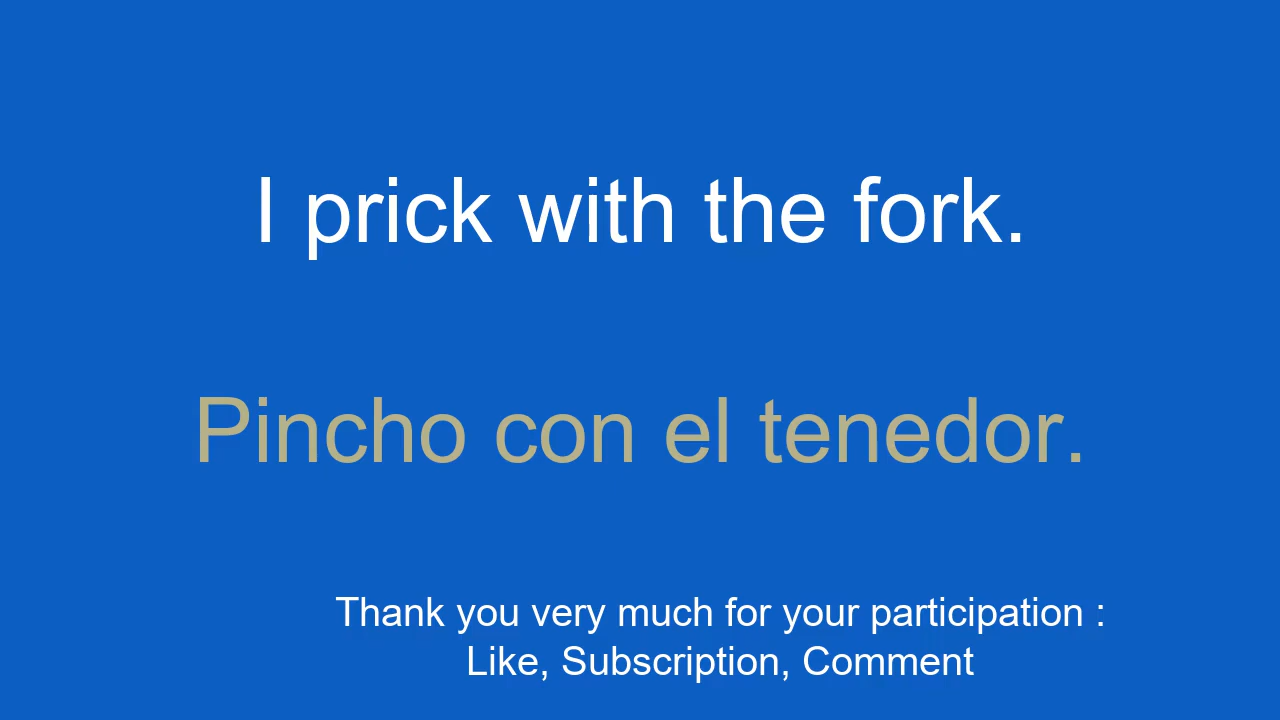 I prick with the fork.
Pincho con el tenedor.
Thank you very much for your participation :
Like, Subscription, Comment